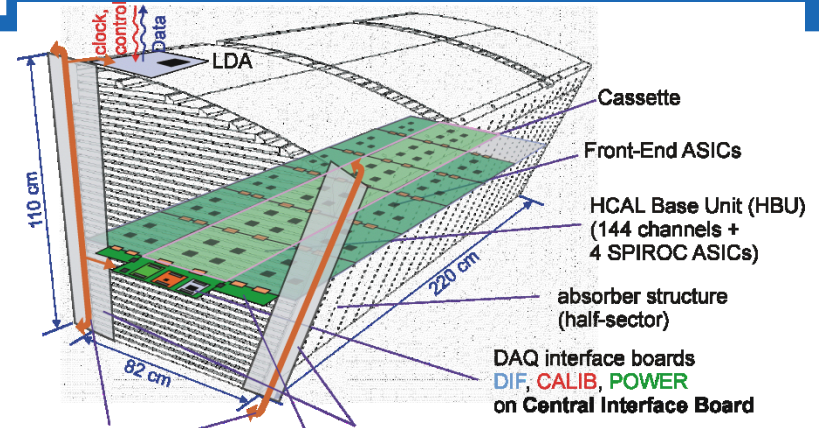 clock,
control
Data
LDA
Cassette
Front-End ASICs
HCAL Base Unit (HBU)
(144 channels +
4 SPIROC ASICs)
absorber structure
(half-sector)
DAQ interface boards
DIF, CALIB, POWER
on Central Interface Board
110 cm
82 cm
220 cm